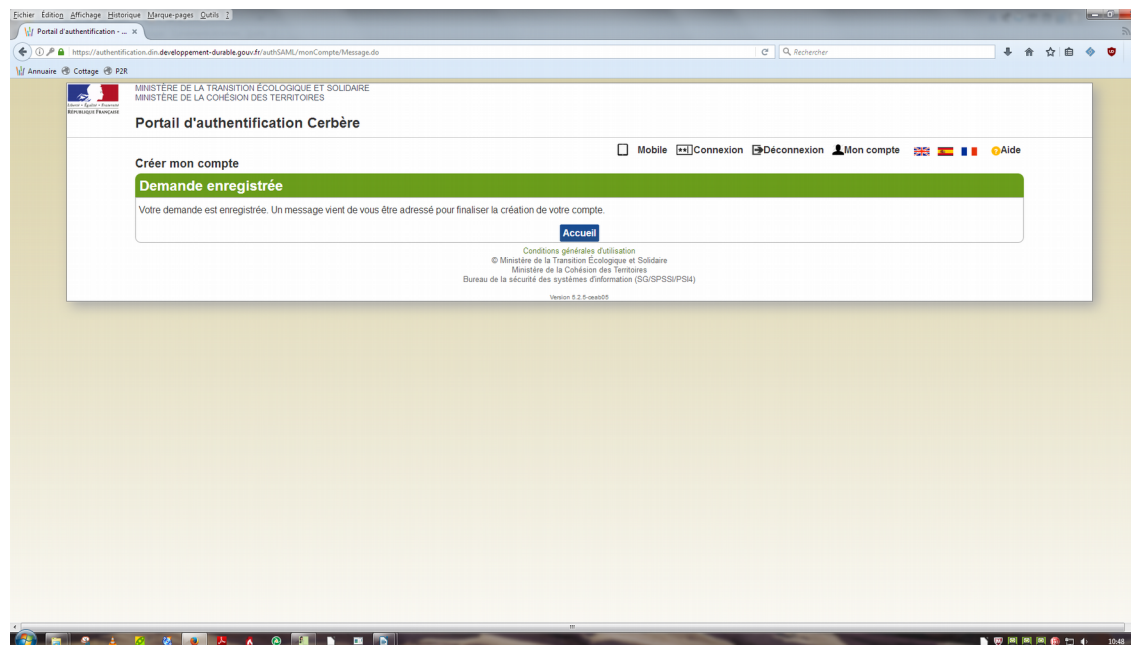 Fichier Édition Affichage Historique Marque-pages Outils ?
Portail d'authentification - ... ×
https://authentification.din.developpement-durable.gouv.fr/authSAML/monCompte/Message.do
Rechercher
Annuaire Cottage P2R
MINISTÈRE DE LA TRANSITION ÉCOLOGIQUE ET SOLIDAIRE
MINISTÈRE DE LA COHÉSION DES TERRITOIRES
Liberté • Égalité • Fraternité
RÉPUBLIQUE FRANÇAISE
Portail d'authentification Cerbère
Mobile Connexion Déconnexion Mon compte Aide
Créer mon compte
Demande enregistrée
Votre demande est enregistrée. Un message vient de vous être adressé pour finaliser la création de votre compte.
Accueil
Conditions générales d'utilisation
© Ministère de la Transition Écologique et Solidaire
Ministère de la Cohésion des Territoires
Bureau de la sécurité des systèmes d'information (SG/SPSSI/PSI4)
10:48